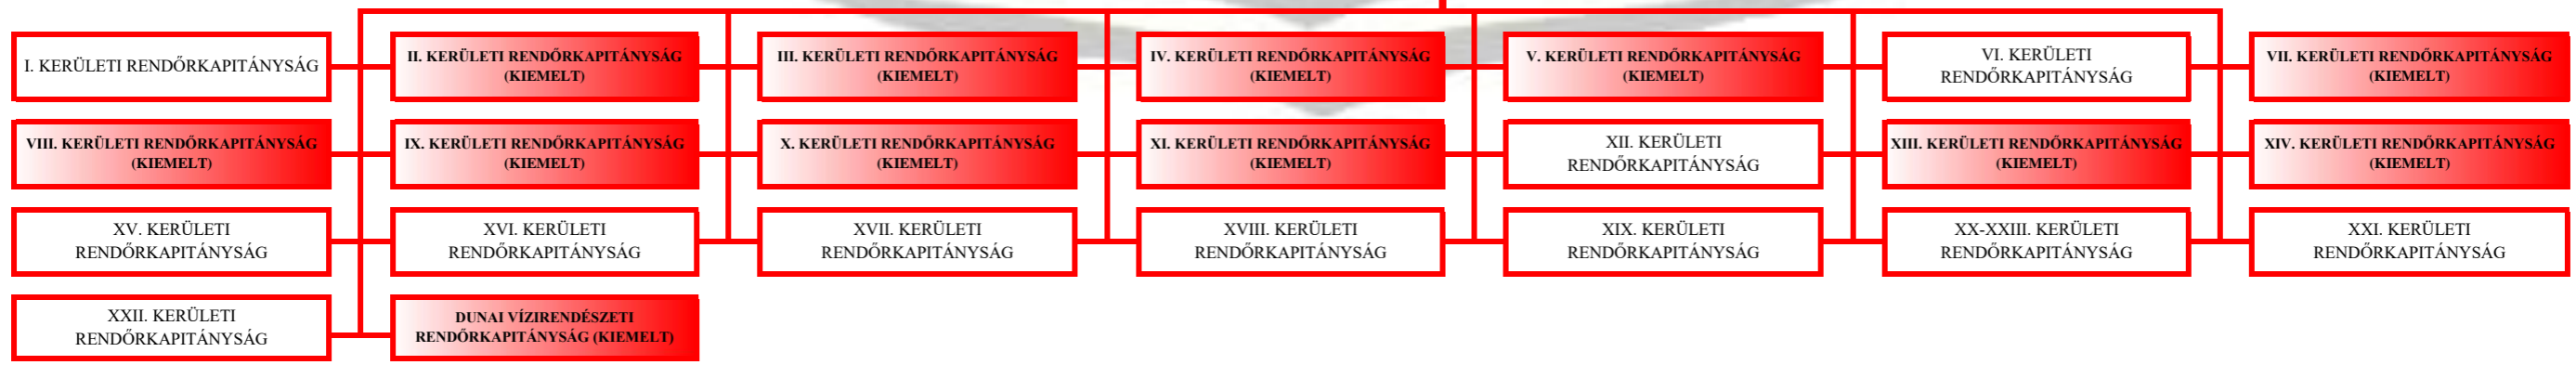 I. KERÜLETI RENDŐRKAPITÁNYSÁG
II. KERÜLETI RENDŐRKAPITÁNYSÁG
(KIEMELT)
III. KERÜLETI RENDŐRKAPITÁNYSÁG
(KIEMELT)
IV. KERÜLETI RENDŐRKAPITÁNYSÁG
(KIEMELT)
V. KERÜLETI RENDŐRKAPITÁNYSÁG
(KIEMELT)
VI. KERÜLETI
RENDŐRKAPITÁNYSÁG
VII. KERÜLETI RENDŐRKAPITÁNYSÁG
(KIEMELT)
VIII. KERÜLETI RENDŐRKAPITÁNYSÁG
(KIEMELT)
IX. KERÜLETI RENDŐRKAPITÁNYSÁG
(KIEMELT)
X. KERÜLETI RENDŐRKAPITÁNYSÁG
(KIEMELT)
XI. KERÜLETI RENDŐRKAPITÁNYSÁG
(KIEMELT)
XII. KERÜLETI
RENDŐRKAPITÁNYSÁG
XIII. KERÜLETI RENDŐRKAPITÁNYSÁG
(KIEMELT)
XIV. KERÜLETI RENDŐRKAPITÁNYSÁG
(KIEMELT)
XV. KERÜLETI
RENDŐRKAPITÁNYSÁG
XVI. KERÜLETI
RENDŐRKAPITÁNYSÁG
XVII. KERÜLETI
RENDŐRKAPITÁNYSÁG
XVIII. KERÜLETI
RENDŐRKAPITÁNYSÁG
XIX. KERÜLETI
RENDŐRKAPITÁNYSÁG
XX-XXIII. KERÜLETI
RENDŐRKAPITÁNYSÁG
XXI. KERÜLETI
RENDŐRKAPITÁNYSÁG
XXII. KERÜLETI
RENDŐRKAPITÁNYSÁG
DUNAI VÍZIRENDÉSZETI
RENDŐRKAPITÁNYSÁG (KIEMELT)